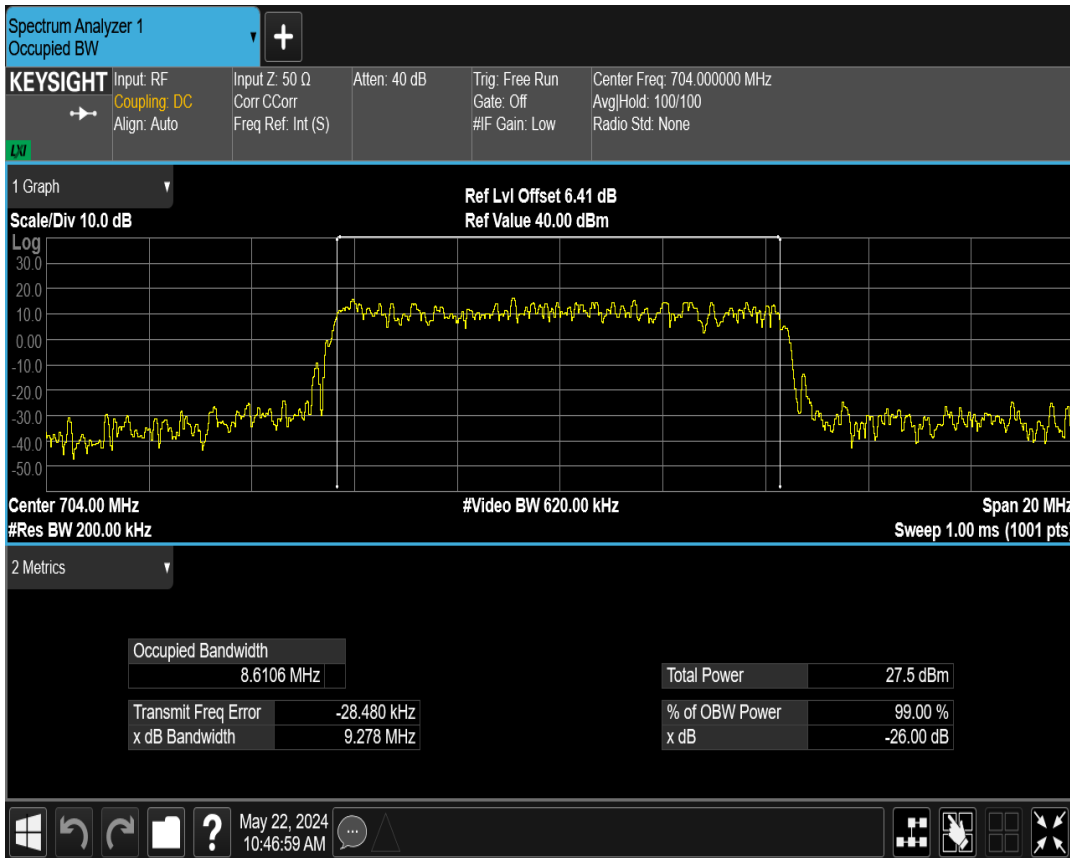 Spectrum Analyzer 1
Occupied BW
+
KEYSIGHT
LXI
Input: RF
Coupling: DC
Align: Auto
Input Z: 50 Ω
Corr CCorr
Freq Ref: Int (S)
Atten: 40 dB
Trig: Free Run
Gate: Off
#IF Gain: Low
Center Freq: 704.000000 MHz
Avg|Hold: 100/100
Radio Std: None
1 Graph
Scale/Div 10.0 dB
Ref Lvl Offset 6.41 dB
Ref Value 40.00 dBm
Log
30.0
20.0
10.0
0.00
-10.0
-20.0
-30.0
-40.0
-50.0
Center 704.00 MHz
#Video BW 620.00 kHz
Span 20 MHz
#Res BW 200.00 kHz
Sweep 1.00 ms (1001 pts)
2 Metrics
Occupied Bandwidth
8.6106 MHz
Total Power 27.5 dBm
Transmit Freq Error -28.480 kHz
% of OBW Power 99.00 %
x dB Bandwidth 9.278 MHz
x dB -26.00 dB
?
May 22, 2024
10:46:59 AM